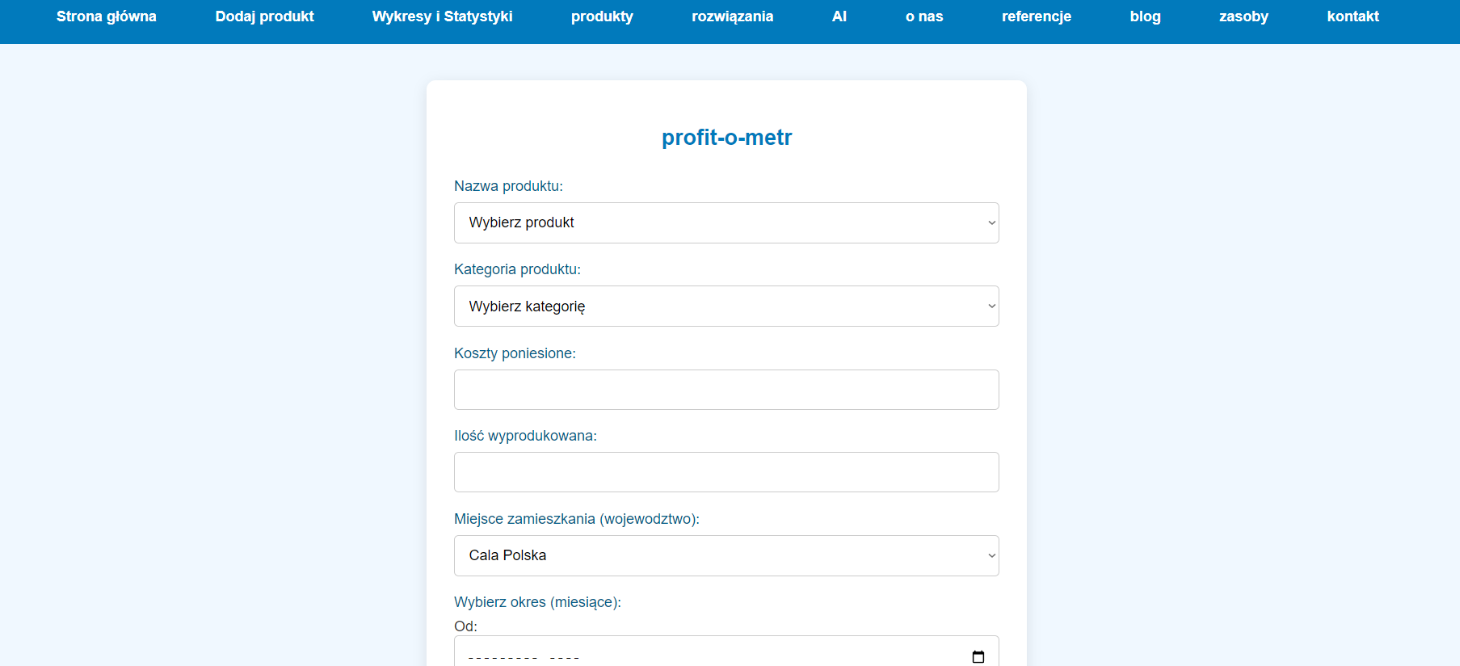 Strona główna Dodaj produkt Wykresy i Statystyki produkty rozwiązania AI o nas referencje blog zasoby kontakt
profit-o-metr
Nazwa produktu:
Wybierz produkt
Kategoria produktu:
Wybierz kategorię
Koszty poniesione:
Ilość wyprodukowana:
Miejsce zamieszkania (wojewodztwo):
Cala Polska
Wybierz okres (miesiące):
Od:
--------- ----